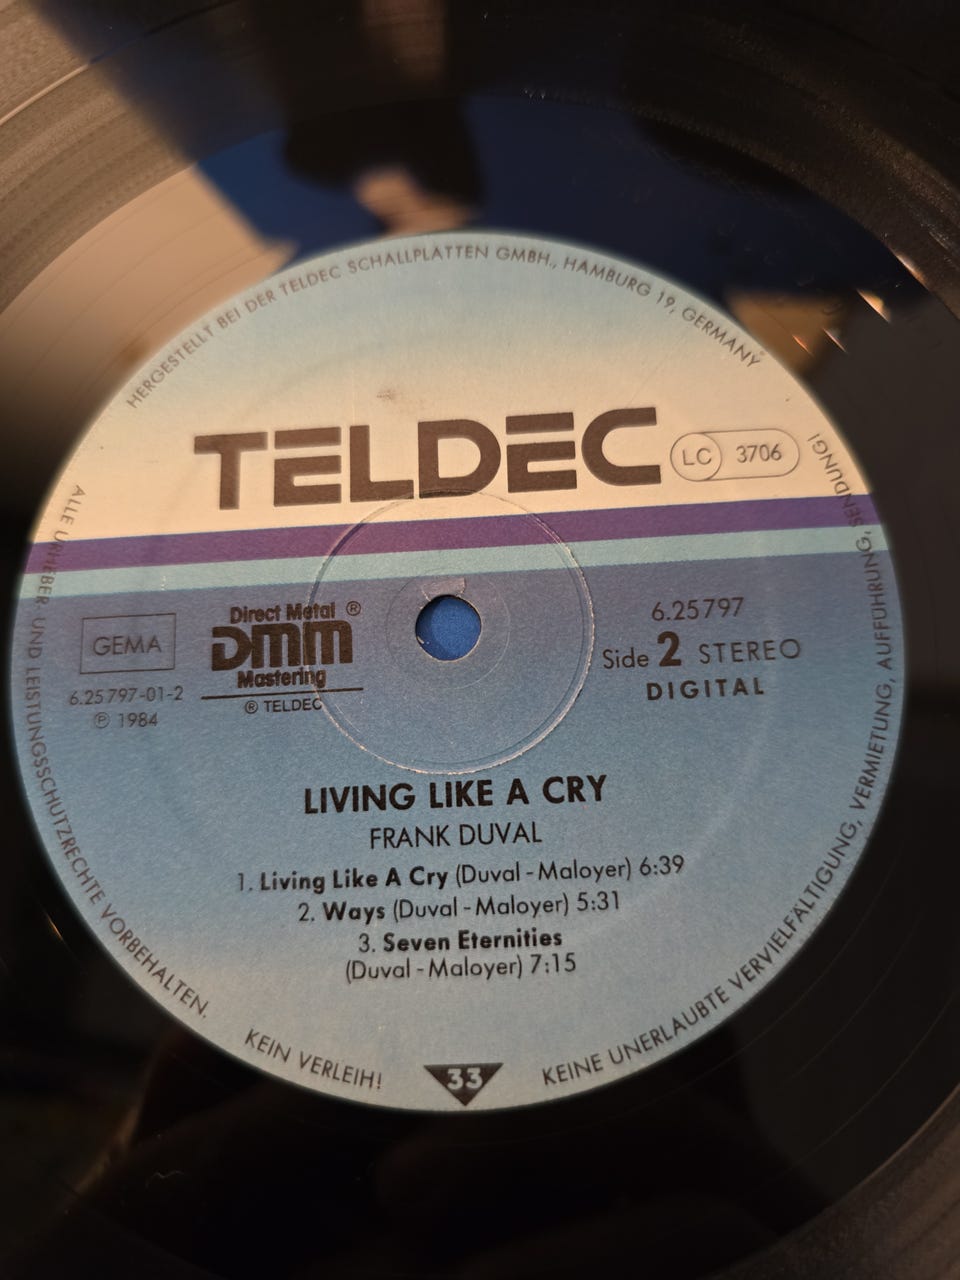 HERGESTELLT BEI DER TELDEC SCHALLPLATTEN GMBH., HAMBURG 19, GERMANY
TELDEC
LC 3706
GEMA
6.25797-01-2
℗ 1984
Direct Metal ®
DMM
Mastering
® TELDEC
6.25797
Side 2 STEREO
DIGITAL
LIVING LIKE A CRY
FRANK DUVAL
1. Living Like A Cry (Duval - Maloyer) 6:39
2. Ways (Duval - Maloyer) 5:31
3. Seven Eternities
(Duval - Maloyer) 7:15
ALLE URHEBER UND LEISTUNGSSCHUTZRECHTE VORBEHALTEN.
KEIN VERLEIH!
33
KEINE UNERLAUBTE VERVIELFÄLTIGUNG, VERMIETUNG, AUFFÜHRUNG, SENDUNG!